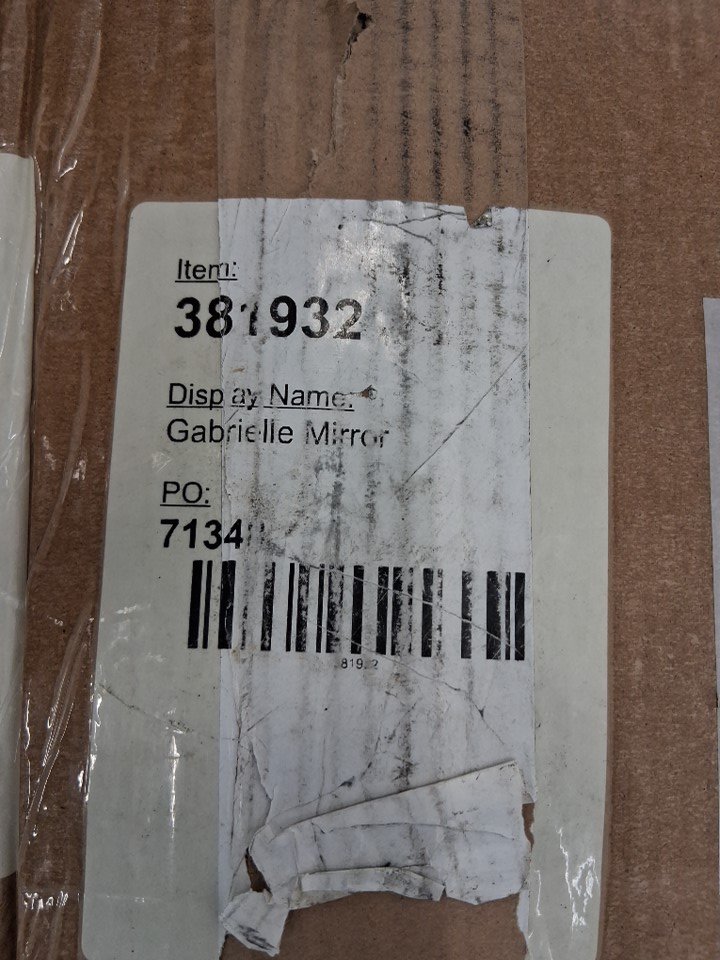 Item:
381932
Display Name:
Gabrielle Mirror
PO: